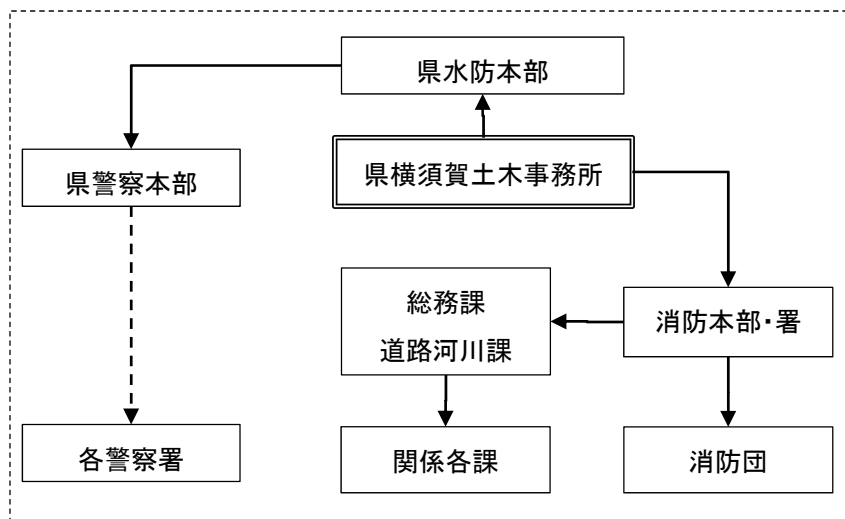 県水防本部
県警察本部
県横須賀土木事務所
総務課
道路河川課
消防本部・署
各警察署
関係各課
消防団